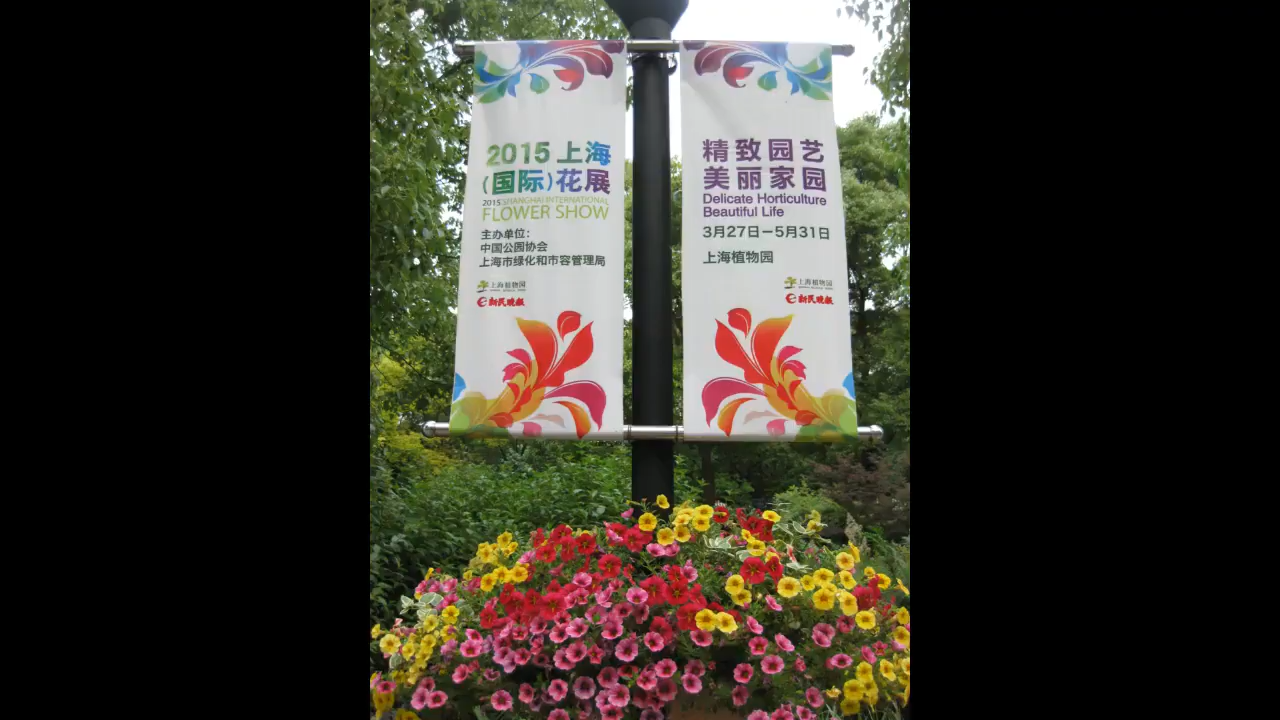 2015上海
(国际)花展
2015 SHANGHAI INTERNATIONAL
FLOWER SHOW
主办单位：
中国公园协会
上海市绿化和市容管理局
上海植物园
新民晚报
精致园艺
美丽家园
Delicate Horticulture
Beautiful Life
3月27日－5月31日
上海植物园
上海植物园
新民晚报